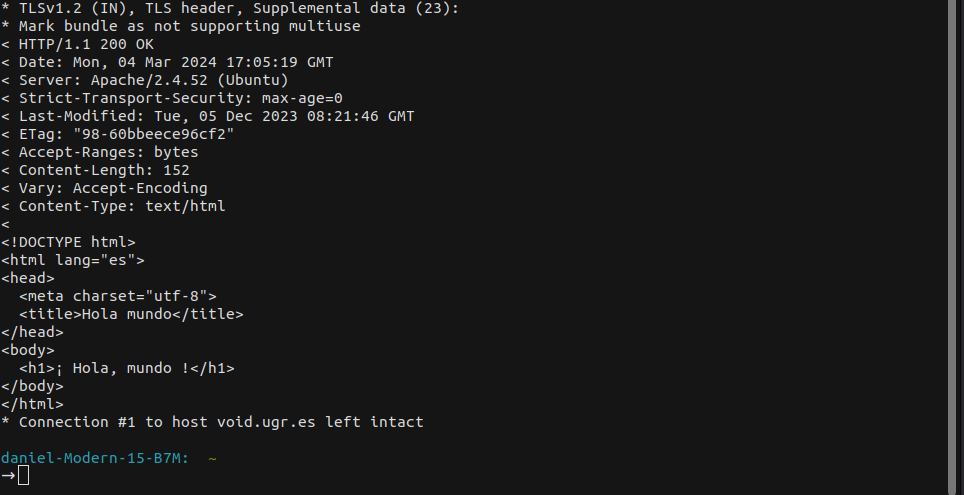 * TLSv1.2 (IN), TLS header, Supplemental data (23):
* Mark bundle as not supporting multiuse
< HTTP/1.1 200 OK
< Date: Mon, 04 Mar 2024 17:05:19 GMT
< Server: Apache/2.4.52 (Ubuntu)
< Strict-Transport-Security: max-age=0
< Last-Modified: Tue, 05 Dec 2023 08:21:46 GMT
< ETag: "98-60bbeece96cf2"
< Accept-Ranges: bytes
< Content-Length: 152
< Vary: Accept-Encoding
< Content-Type: text/html
<
<!DOCTYPE html>
<html lang="es">
<head>
  <meta charset="utf-8">
  <title>Hola mundo</title>
</head>
<body>
  <h1>¡ Hola, mundo !</h1>
</body>
</html>
* Connection #1 to host void.ugr.es left intact
daniel-Modern-15-B7M:  ~
→